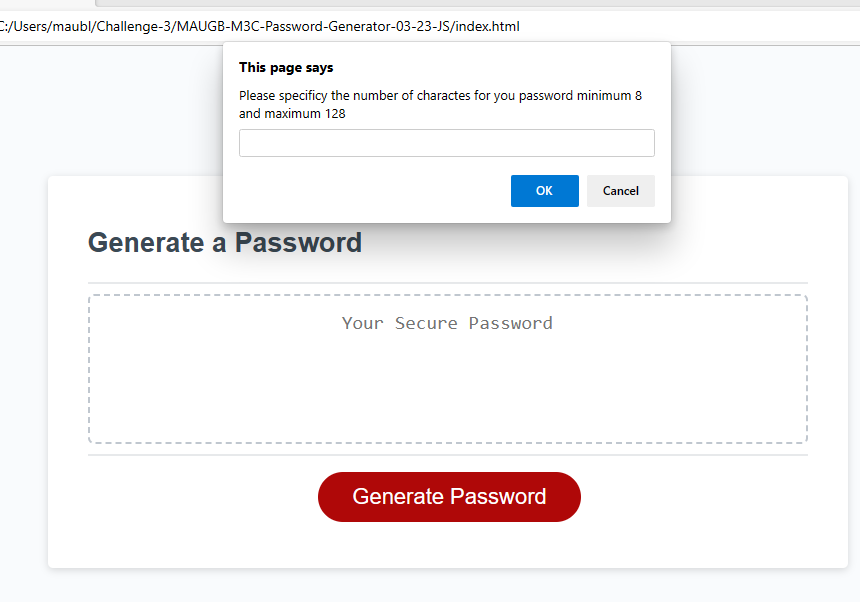 C:/Users/maubl/Challenge-3/MAUGB-M3C-Password-Generator-03-23-JS/index.html
This page says
Please specificy the number of charactes for you password minimum 8
and maximum 128
OK Cancel
Generate a Password
Your Secure Password
Generate Password